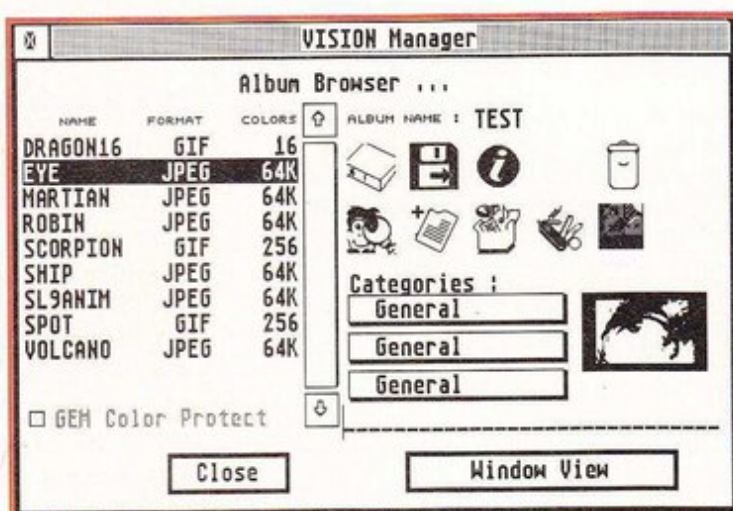 VISION Manager
Album Browser ...
NAME FORMAT COLORS
DRAGON16 GIF 16
EYE JPEG 64K
MARTIAN JPEG 64K
ROBIN JPEG 64K
SCORPION GIF 256
SHIP JPEG 64K
SL9ANIM JPEG 64K
SPOT GIF 256
VOLCANO JPEG 64K
GEM Color Protect
ALBUM NAME : TEST
Categories :
General
General
General
Close
Window View